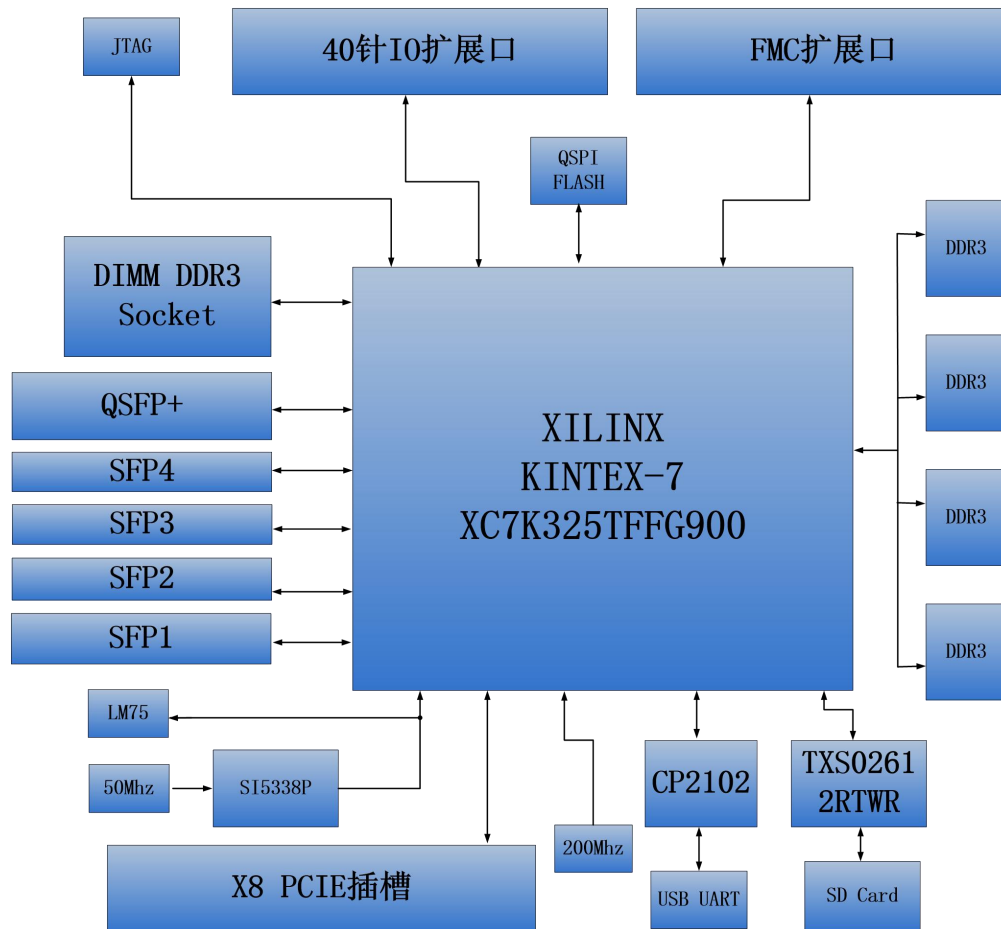 JTAG
40针IO扩展口
FMC扩展口
QSPI
FLASH
DDR3
DIMM DDR3
Socket
DDR3
QSFP+
XILINX
KINTEX-7
XC7K325TFFG900
SFP4
SFP3
DDR3
SFP2
SFP1
DDR3
LM75
50Mhz
SI5338P
CP2102
TXS0261
2RTWR
200Mhz
X8 PCIE插槽
USB UART
SD Card